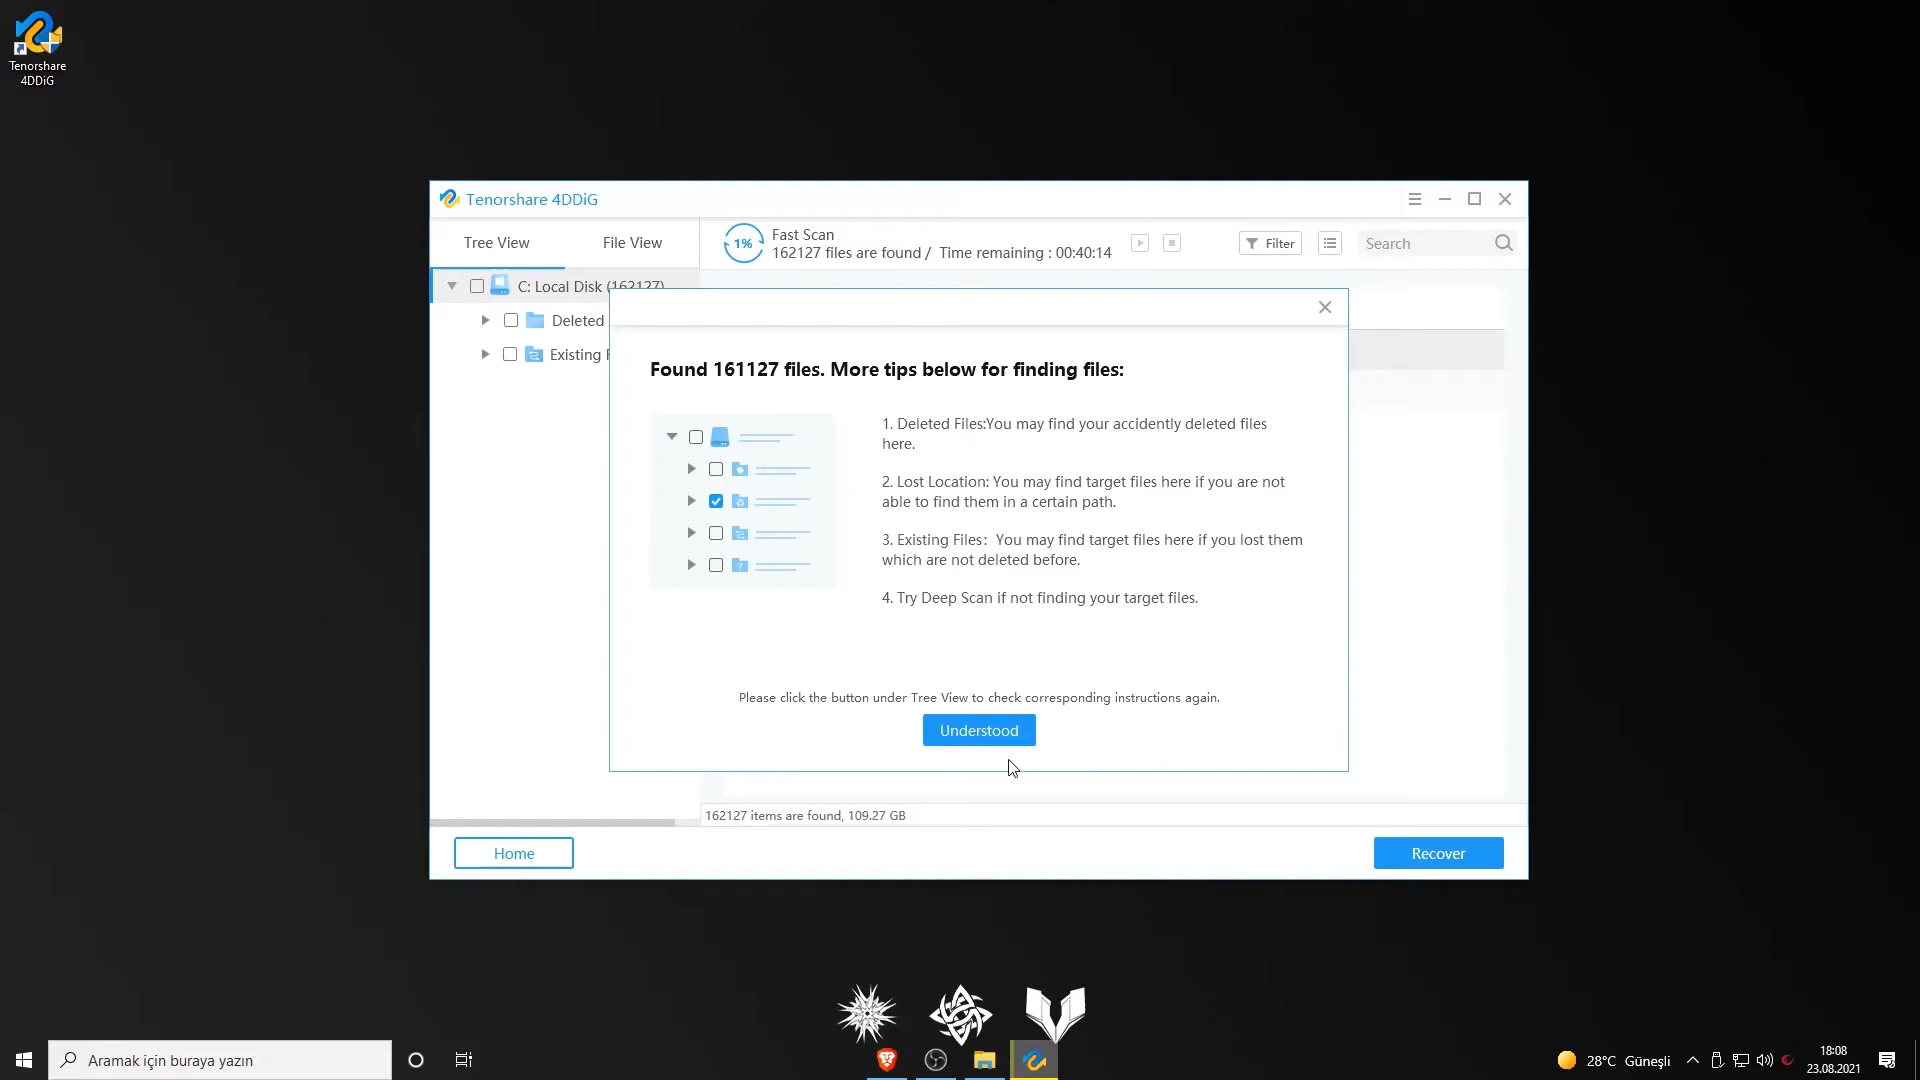 Tenorshare
4DDiG
Tenorshare 4DDiG
Tree View
File View
1%
Fast Scan
162127 files are found / Time remaining : 00:40:14
Filter
Search
C: Local Disk (162127)
Deleted
Existing F
Found 161127 files. More tips below for finding files:
1. Deleted Files:You may find your accidently deleted files
here.
2. Lost Location: You may find target files here if you are not
able to find them in a certain path.
3. Existing Files: You may find target files here if you lost them
which are not deleted before.
4. Try Deep Scan if not finding your target files.
Please click the button under Tree View to check corresponding instructions again.
Understood
162127 items are found, 109.27 GB
Home
Recover
Aramak için buraya yazın
28°C Güneşli
18:08
23.08.2021